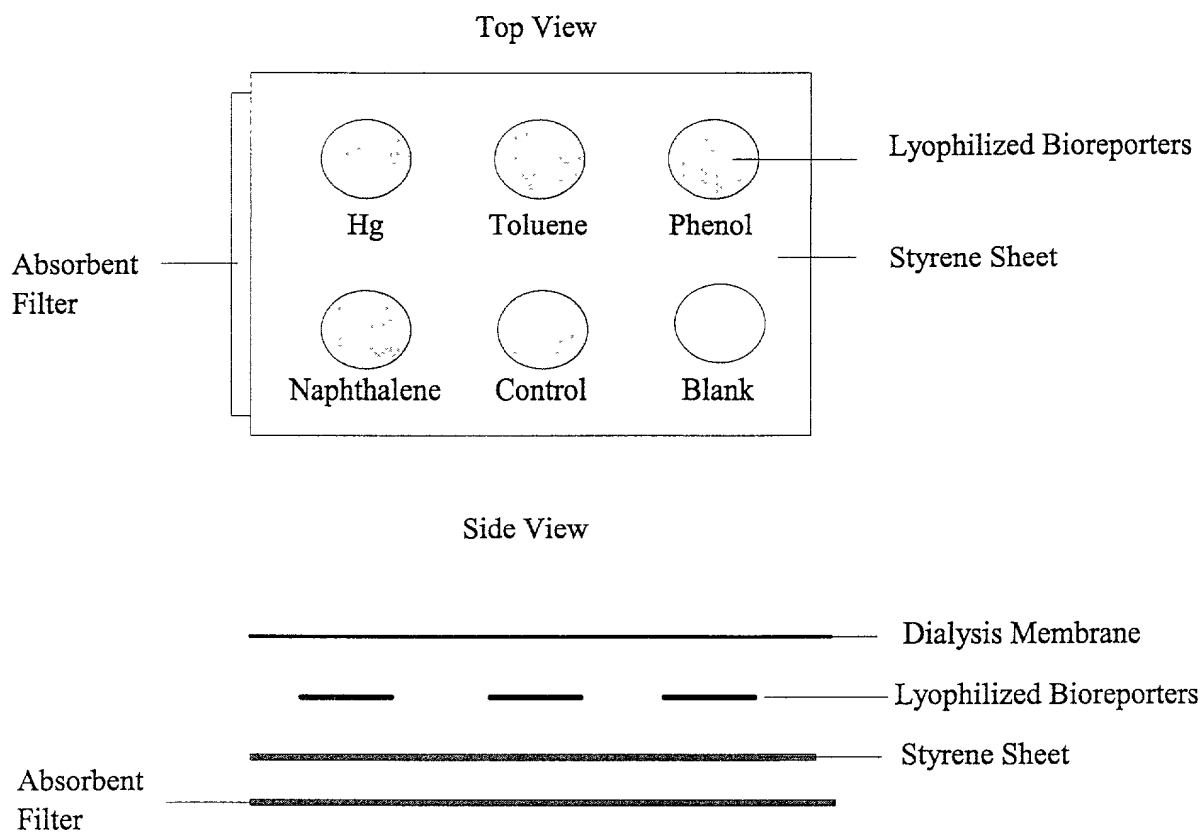 Top View
Lyophilized Bioreporters
Hg Toluene Phenol
Absorbent
Filter
Styrene Sheet
Naphthalene Control Blank
Side View
Dialysis Membrane
Lyophilized Bioreporters
Styrene Sheet
Absorbent
Filter